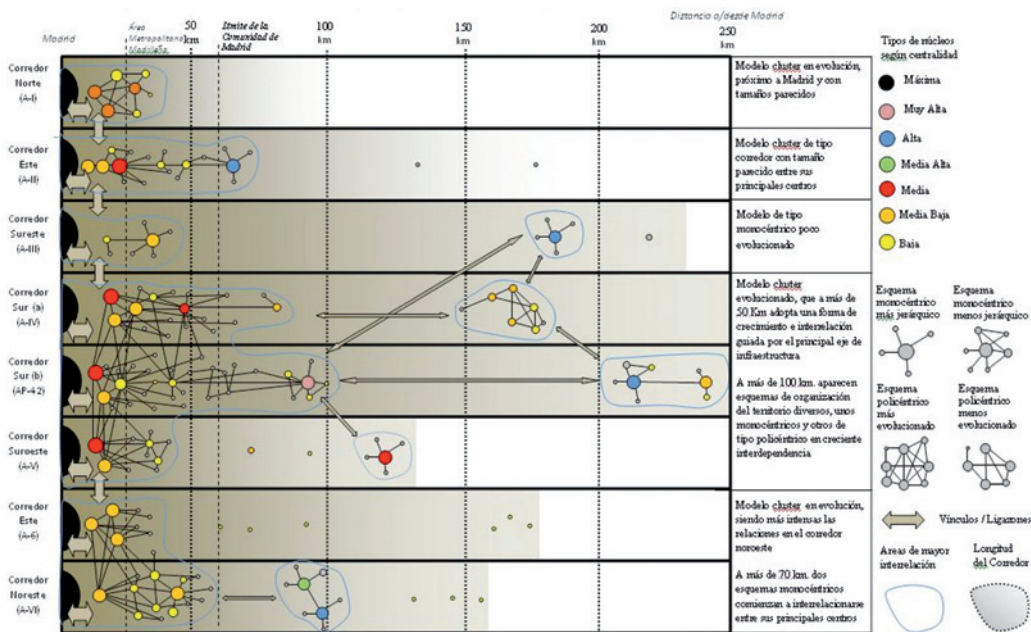 Distancia a/desde Madrid
Madrid
Área
Metropolitana
Madrileña
50
km
Límite de la
Comunidad de
Madrid
100
km
150
km
200
km
250
km
Corredor
Norte
(A-I)
Modelo cluster en evolución,
próximo a Madrid y con
tamaños parecidos
Corredor
Este
(A-II)
Modelo cluster de tipo
corredor con tamaño
parecido entre sus
principales centros
Corredor
Sureste
(A-III)
Modelo de tipo
monocéntrico poco
evolucionado
Corredor
Sur (a)
(A-IV)
Modelo cluster
evolucionado, que a más de
50 Km adopta una forma de
crecimiento e interrelación
guiada por el principal eje de
infraestructura
Corredor
Sur (b)
(AP-42)
A más de 100 km. aparecen
esquemas de organización
del territorio diversos, unos
monocéntricos y otros de
tipo policéntrico en creciente
interdependencia
Corredor
Suroeste
(A-V)
Corredor
Este
(A-6)
Modelo cluster en evolución,
siendo más intensas las
relaciones en el corredor
noroeste
Corredor
Noreste
(A-VI)
A más de 70 km. dos
esquemas monocéntricos
comienzan a interrelacionarse
entre sus principales centros
Tipos de núcleos
según centralidad
Máxima
Muy Alta
Alta
Media Alta
Media
Media Baja
Baja
Esquema
monocéntrico
más jerárquico
Esquema
monocéntrico
menos jerárquico
Esquema
policéntrico
más
evolucionado
Esquema
policéntrico
menos
evolucionado
Vínculos / Ligazones
Areas de mayor
interrelación
Longitud
del Corredor